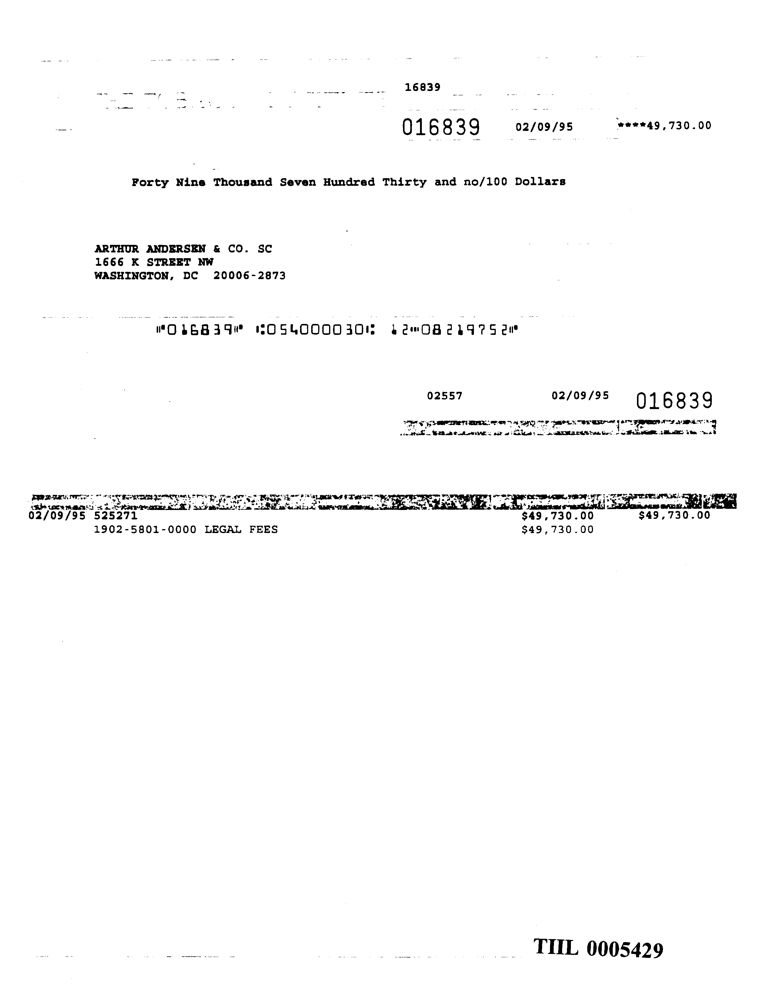 16839
016839 02/09/95 ****49,730.00
Forty Nine Thousand Seven Hundred Thirty and no/100 Dollars
ARTHUR ANDERSEN & CO. SC
1666 K STREET NW
WASHINGTON, DC 20006-2873
⑈016839⑈ ⑆054000030⑆ 12⑉08219752⑈
02557 02/09/95 016839
02/09/95 525271 $49,730.00 $49,730.00
1902-5801-0000 LEGAL FEES $49,730.00
TIIL 0005429